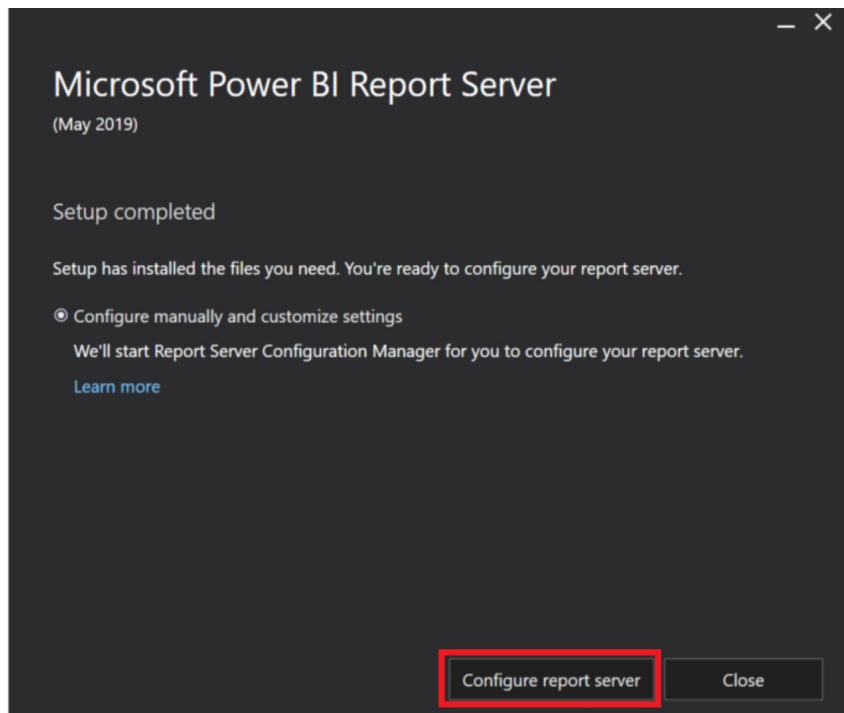 Microsoft Power BI Report Server
(May 2019)
Setup completed
Setup has installed the files you need. You're ready to configure your report server.
Configure manually and customize settings
We'll start Report Server Configuration Manager for you to configure your report server.
Learn more
Configure report server
Close